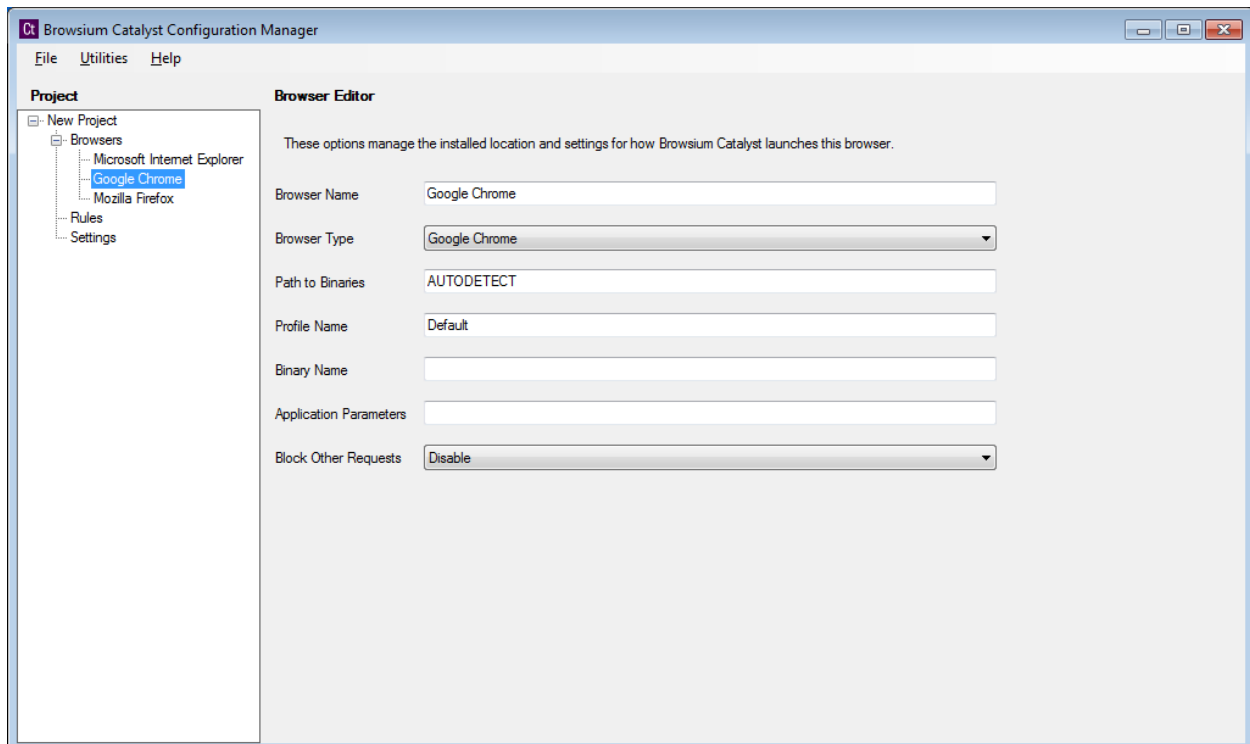 Ct Browsium Catalyst Configuration Manager
File Utilities Help
Project
New Project
Browsers
Microsoft Internet Explorer
Google Chrome
Mozilla Firefox
Rules
Settings
Browser Editor
These options manage the installed location and settings for how Browsium Catalyst launches this browser.
Browser Name Google Chrome
Browser Type Google Chrome
Path to Binaries AUTODETECT
Profile Name Default
Binary Name
Application Parameters
Block Other Requests Disable